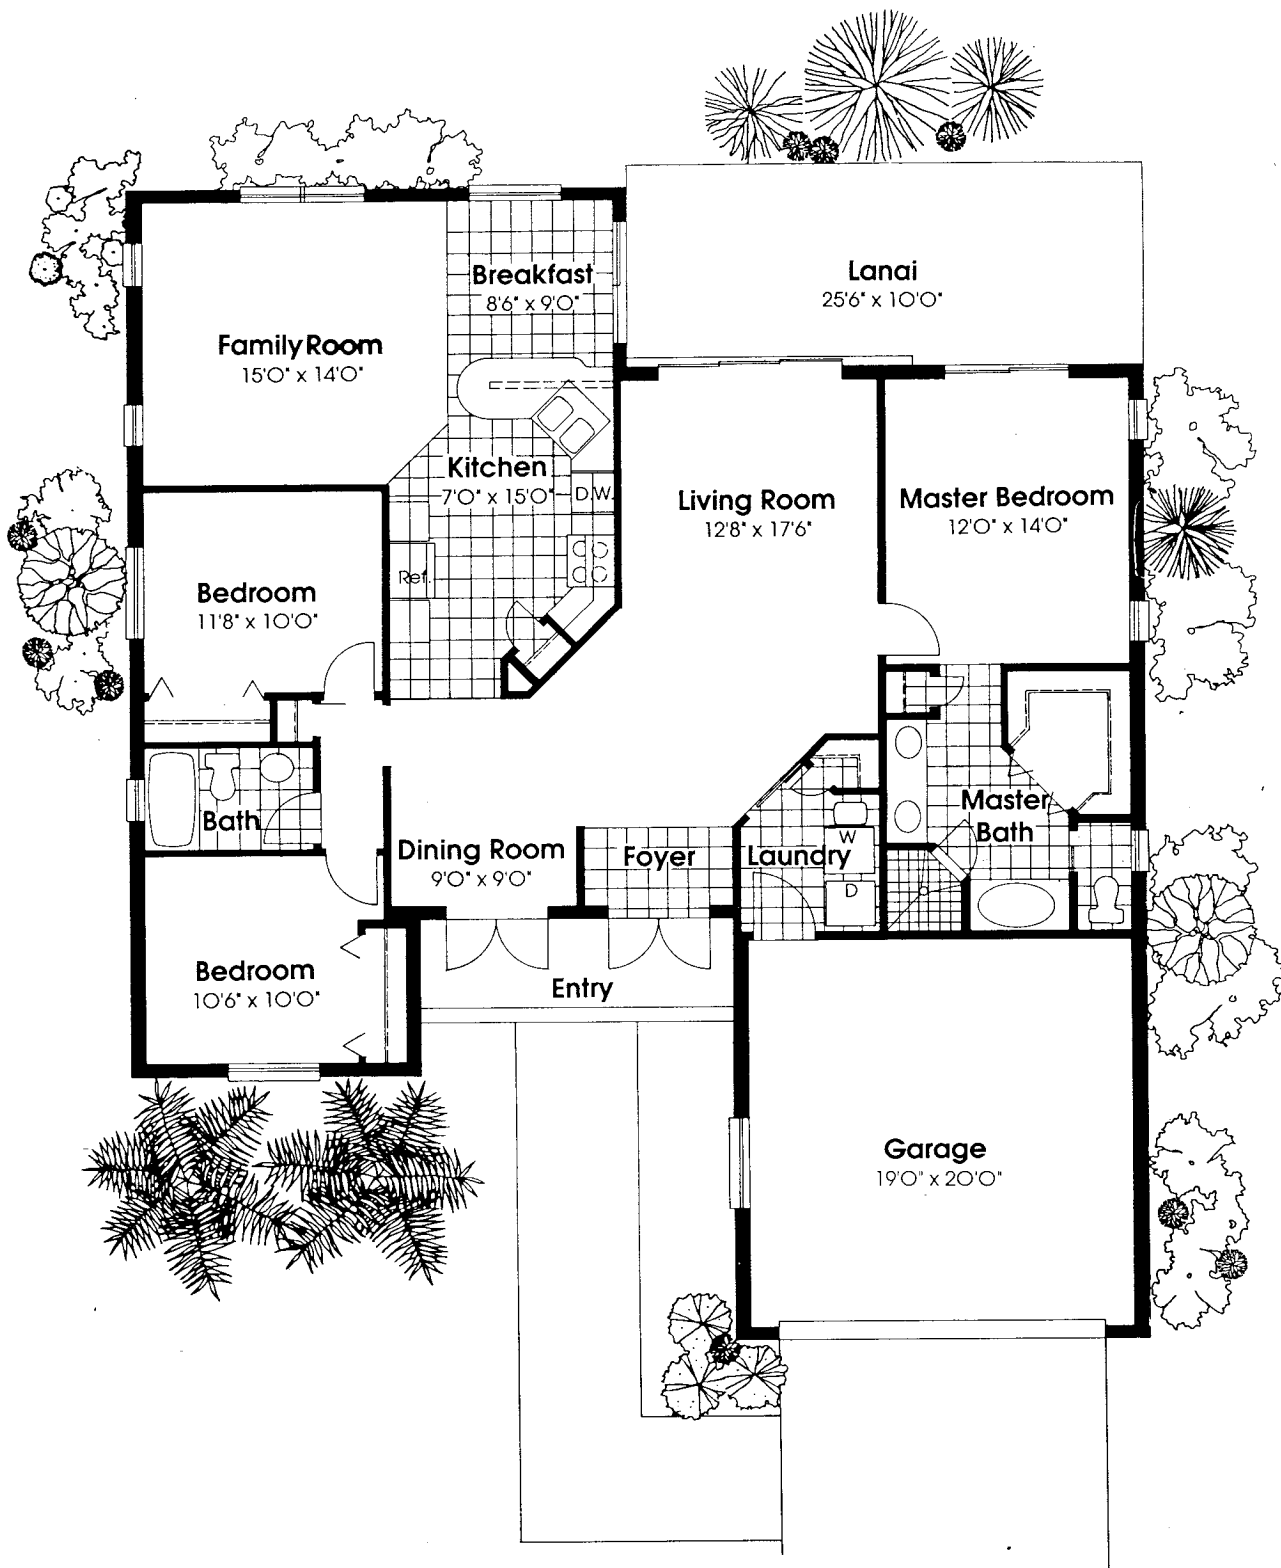 Lanai
25'6" x 10'0"
Breakfast
8'6" x 9'0"
Family Room
15'0" x 14'0"
Kitchen
7'0" x 15'0"
D.W.
Living Room
12'8" x 17'6"
Master Bedroom
12'0" x 14'0"
Ref.
Bedroom
11'8" x 10'0"
Master
Bath
Bath
Dining Room
9'0" x 9'0"
Foyer
Laundry
W
D
Bedroom
10'6" x 10'0"
Entry
Garage
19'0" x 20'0"